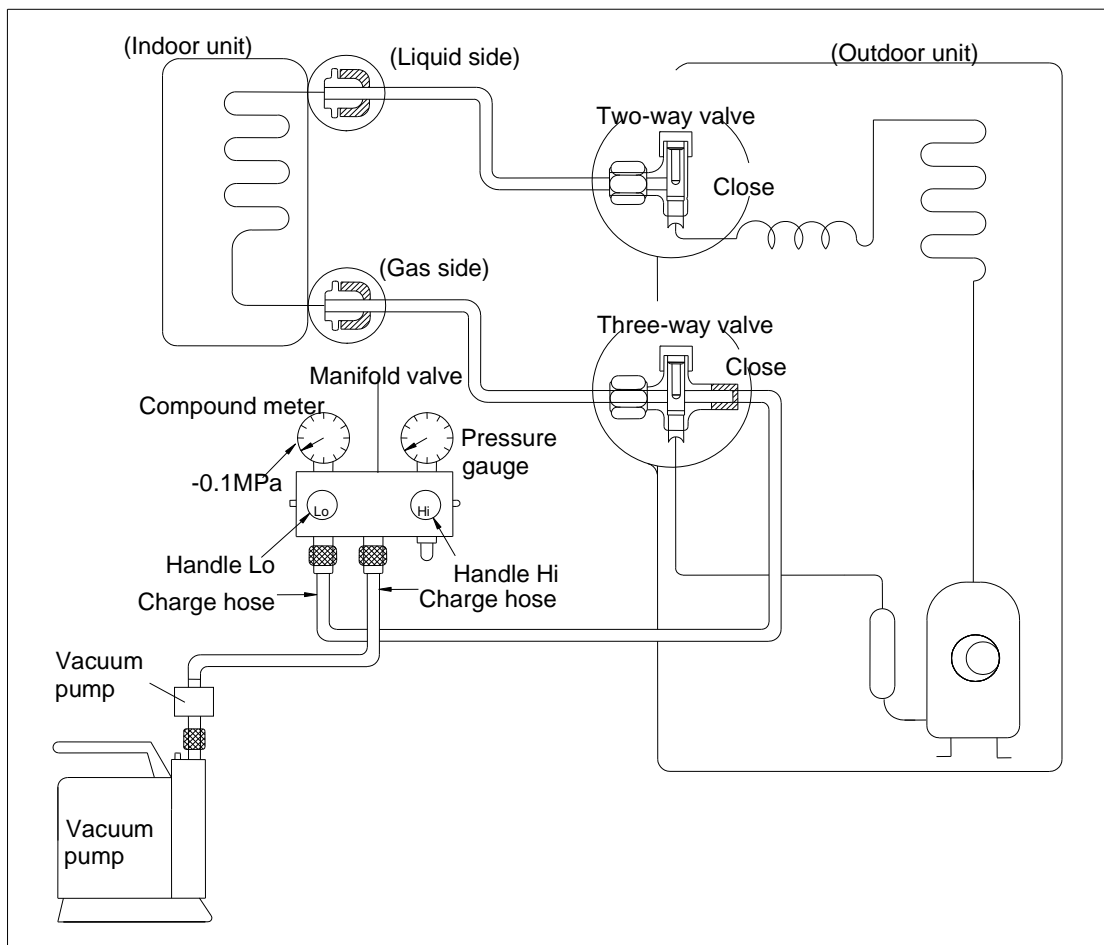 (Indoor unit)
(Liquid side)
(Outdoor unit)
Two-way valve
Close
(Gas side)
Three-way valve
Close
Manifold valve
Compound meter
Pressure
gauge
-0.1MPa
Lo
Hi
Handle Lo
Handle Hi
Charge hose
Charge hose
Vacuum
pump
Vacuum
pump